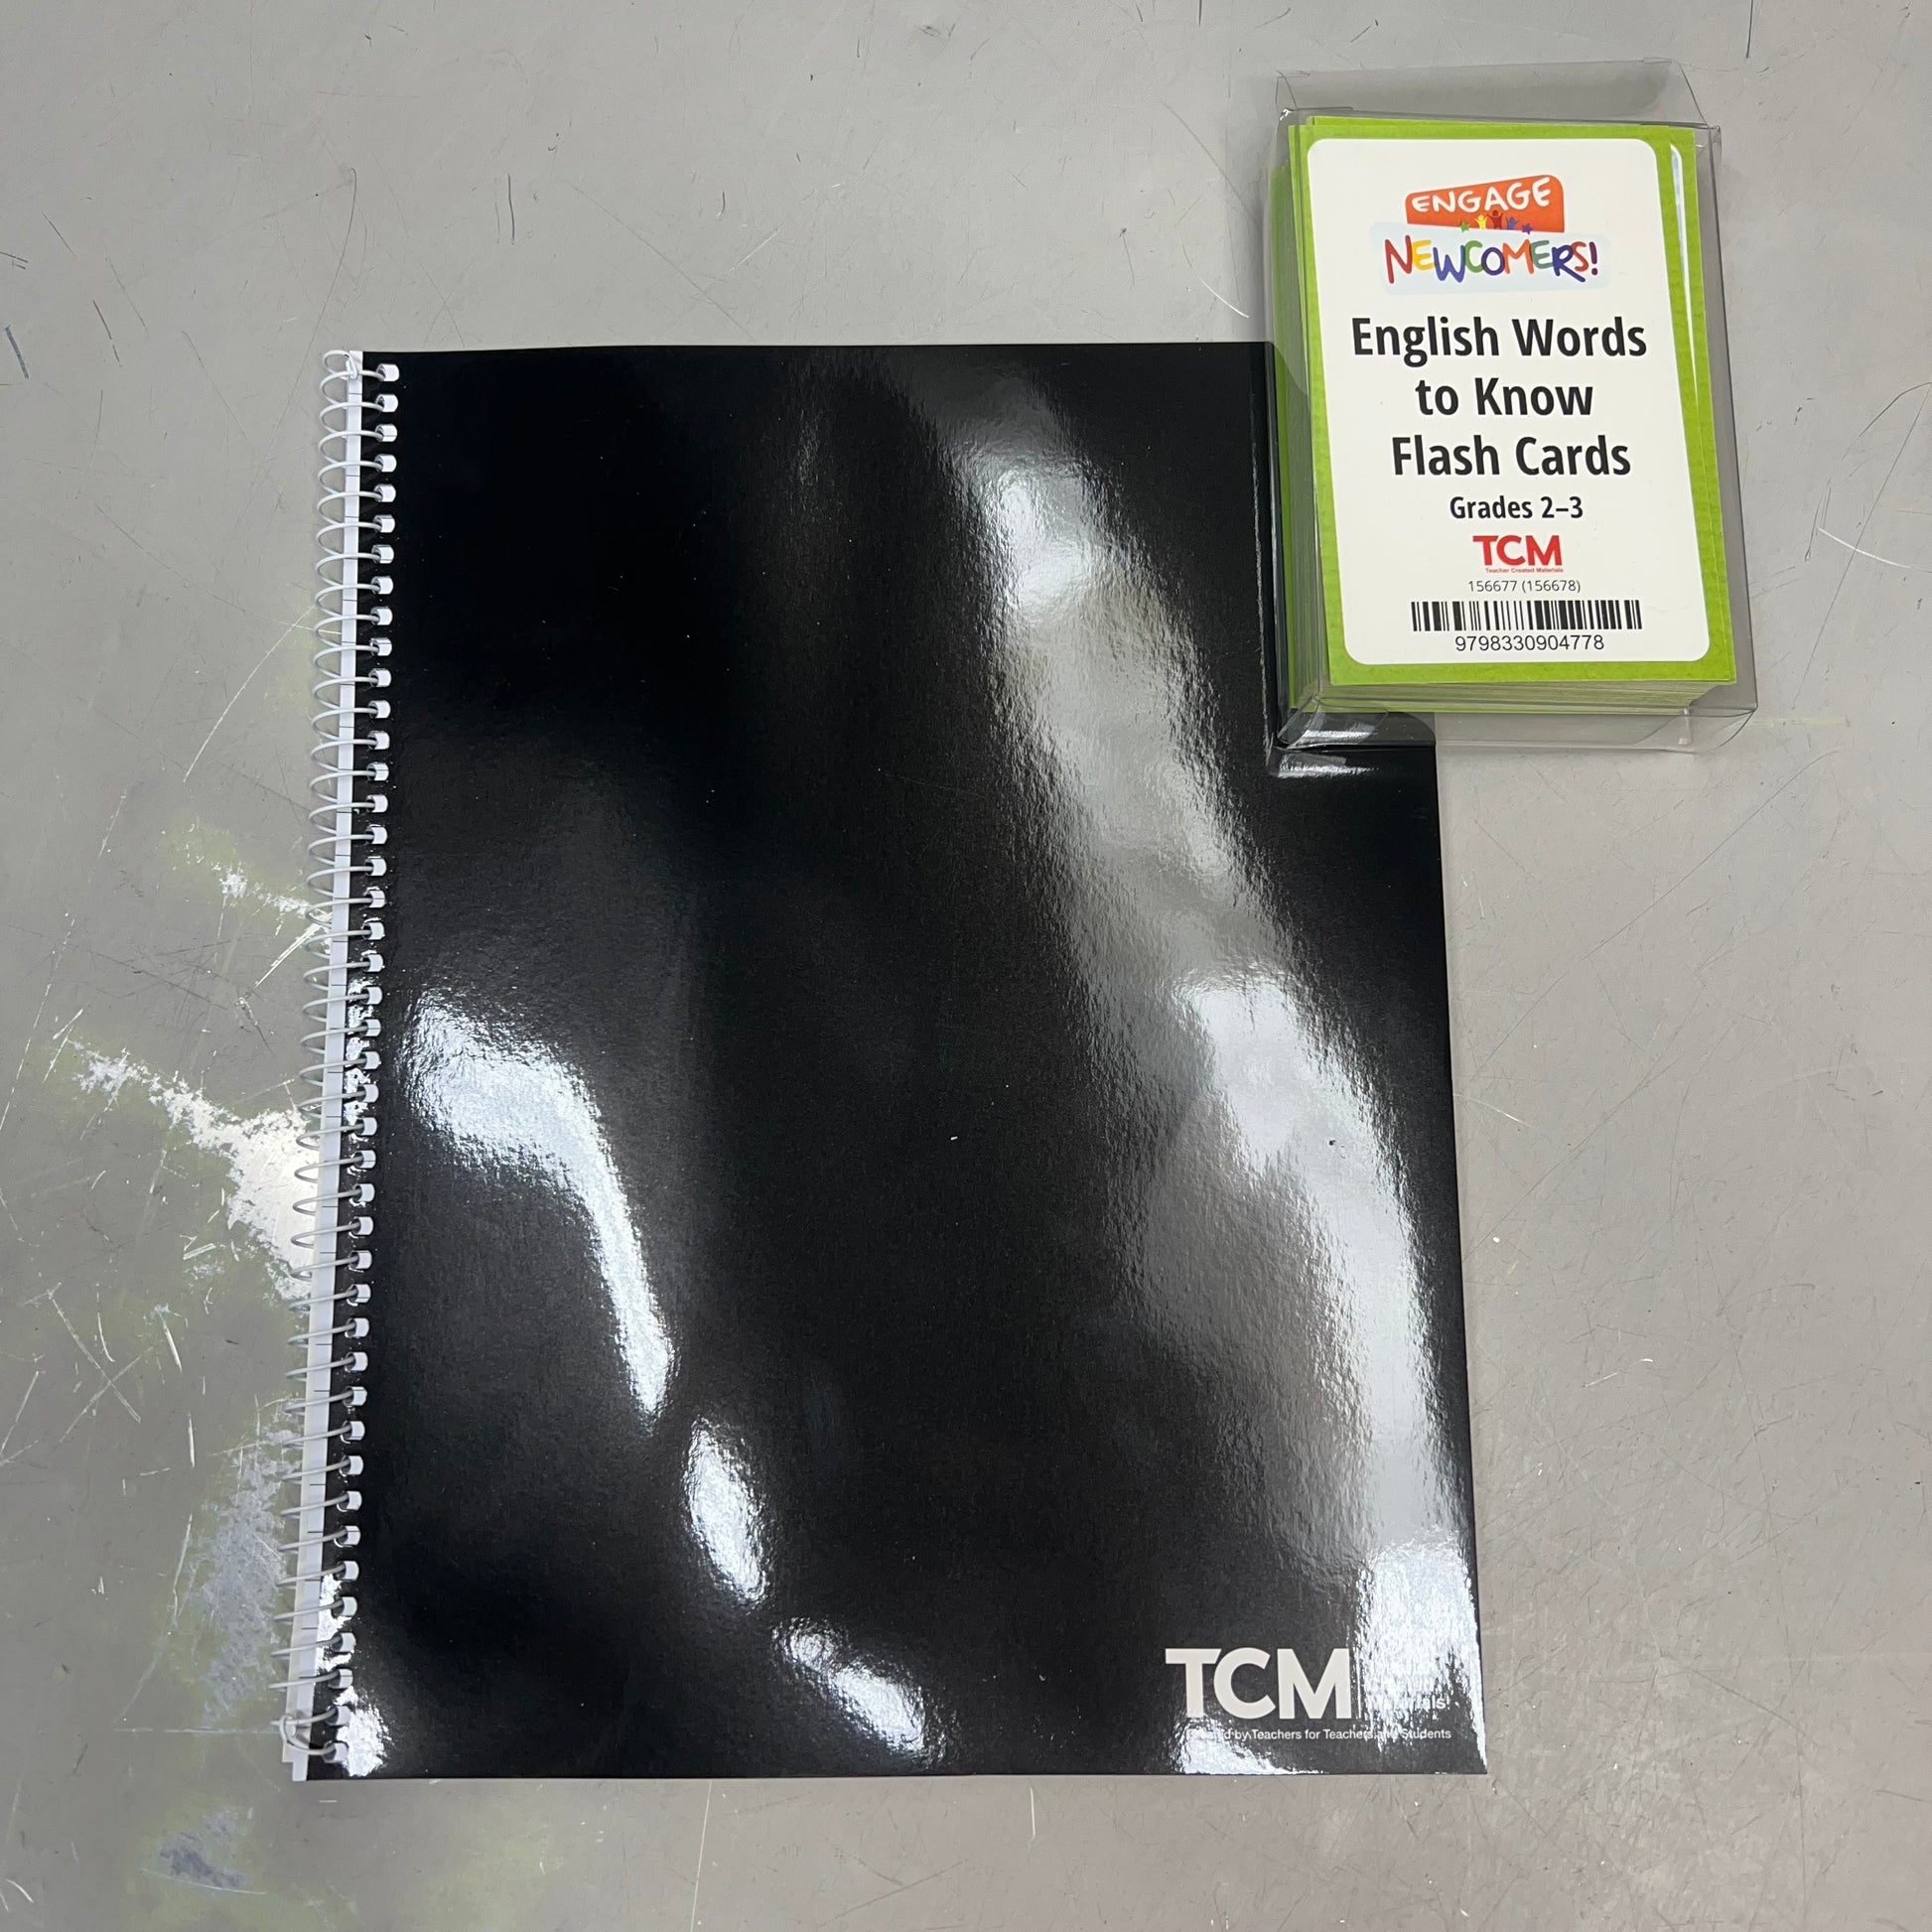 ENGAGE
NEWCOMERS!
English Words
to Know
Flash Cards
Grades 2–3
TCM
Teacher Created Materials
156677 (156678)
9798330904778
TCM
by Teachers for Teachers and Students